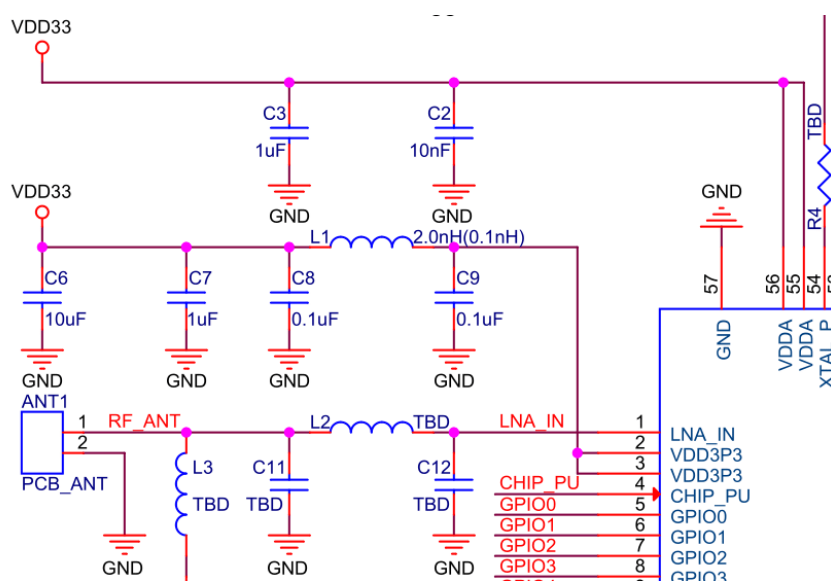 VDD33
C3
1uF
GND
C2
10nF
GND
TBD
R4
VDD33
L1
2.0nH(0.1nH)
C6
10uF
GND
C7
1uF
GND
C8
0.1uF
GND
C9
0.1uF
GND
GND
57
56
55
54
GND
VDDA
VDDA
XTAL_P
ANT1
1
2
PCB_ANT
RF_ANT
L2
TBD
LNA_IN
GND
L3
TBD
C11
TBD
GND
C12
TBD
GND
1
LNA_IN
2
VDD3P3
3
VDD3P3
CHIP_PU
4
CHIP_PU
GPIO0
5
GPIO0
GPIO1
6
GPIO1
GPIO2
7
GPIO2
GPIO3
8
GPIO3